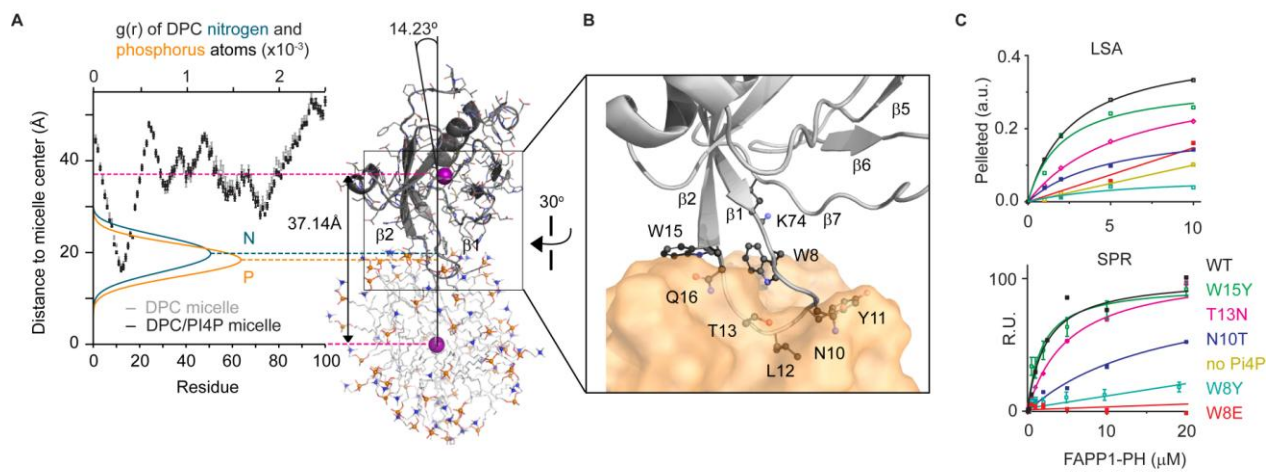 A
g(r) of DPC nitrogen and
phosphorus atoms (x10⁻³)
0 1 2
14.23º
Distance to micelle center (Å)
40
20
0
37.14Å
β2
β1
N
P
DPC micelle
DPC/PI4P micelle
0 20 40 60 80 100
Residue
30º
B
β5
β6
β2
β1
β7
K74
W15
W8
Q16
T13
Y11
N10
L12
C
LSA
0.4
0.2
0.0
Pelleted (a.u.)
0 5 10
SPR
100
0
R.U.
0 10 20
FAPP1-PH (μM)
WT
W15Y
T13N
N10T
no Pi4P
W8Y
W8E